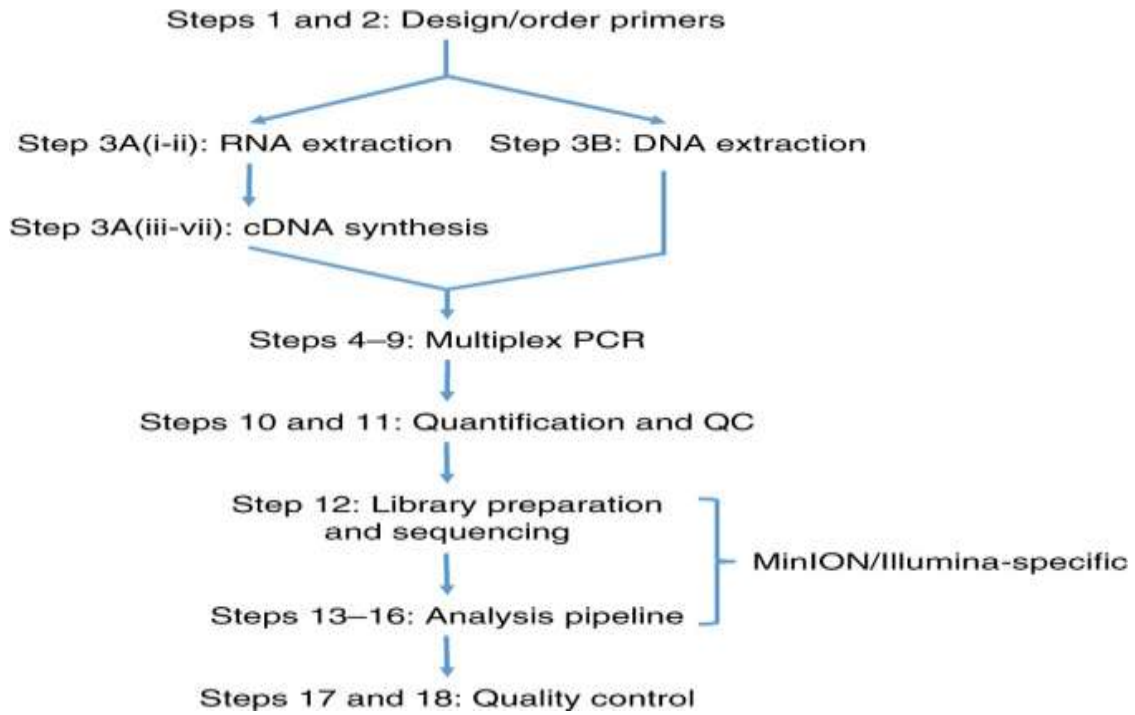 Steps 1 and 2: Design/order primers
Step 3A(i-ii): RNA extraction
Step 3B: DNA extraction
Step 3A(iii-vii): cDNA synthesis
Steps 4–9: Multiplex PCR
Steps 10 and 11: Quantification and QC
Step 12: Library preparation
and sequencing
MinION/Illumina-specific
Steps 13–16: Analysis pipeline
Steps 17 and 18: Quality control